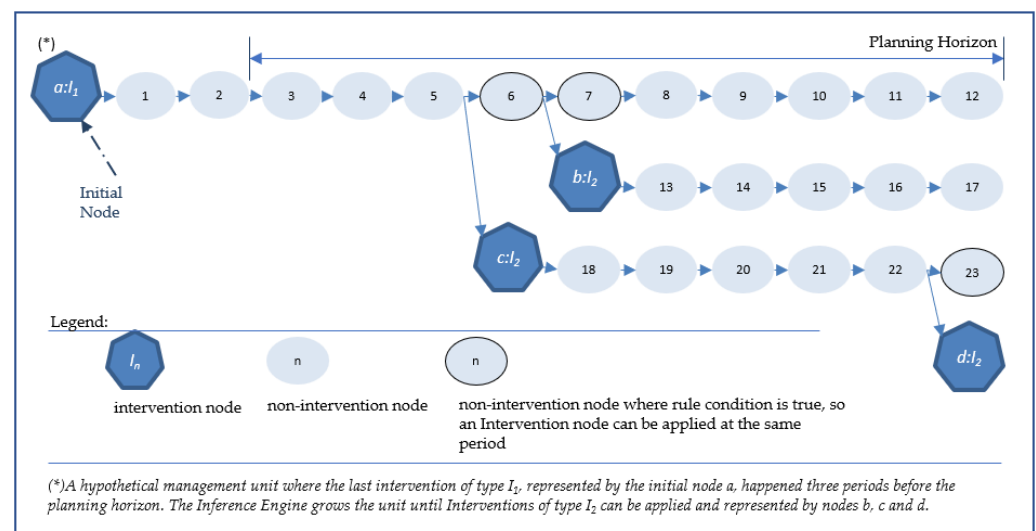 (*)
Planning Horizon
a:I1 1 2 3 4 5 6 7 8 9 10 11 12
Initial
Node
b:I2 13 14 15 16 17
c:I2 18 19 20 21 22 23
d:I2
Legend:
In n n
intervention node
non-intervention node
non-intervention node where rule condition is true, so
an Intervention node can be applied at the same
period
(*)A hypothetical management unit where the last intervention of type I1, represented by the initial node a, happened three periods before the
planning horizon. The Inference Engine grows the unit until Interventions of type I2 can be applied and represented by nodes b, c and d.